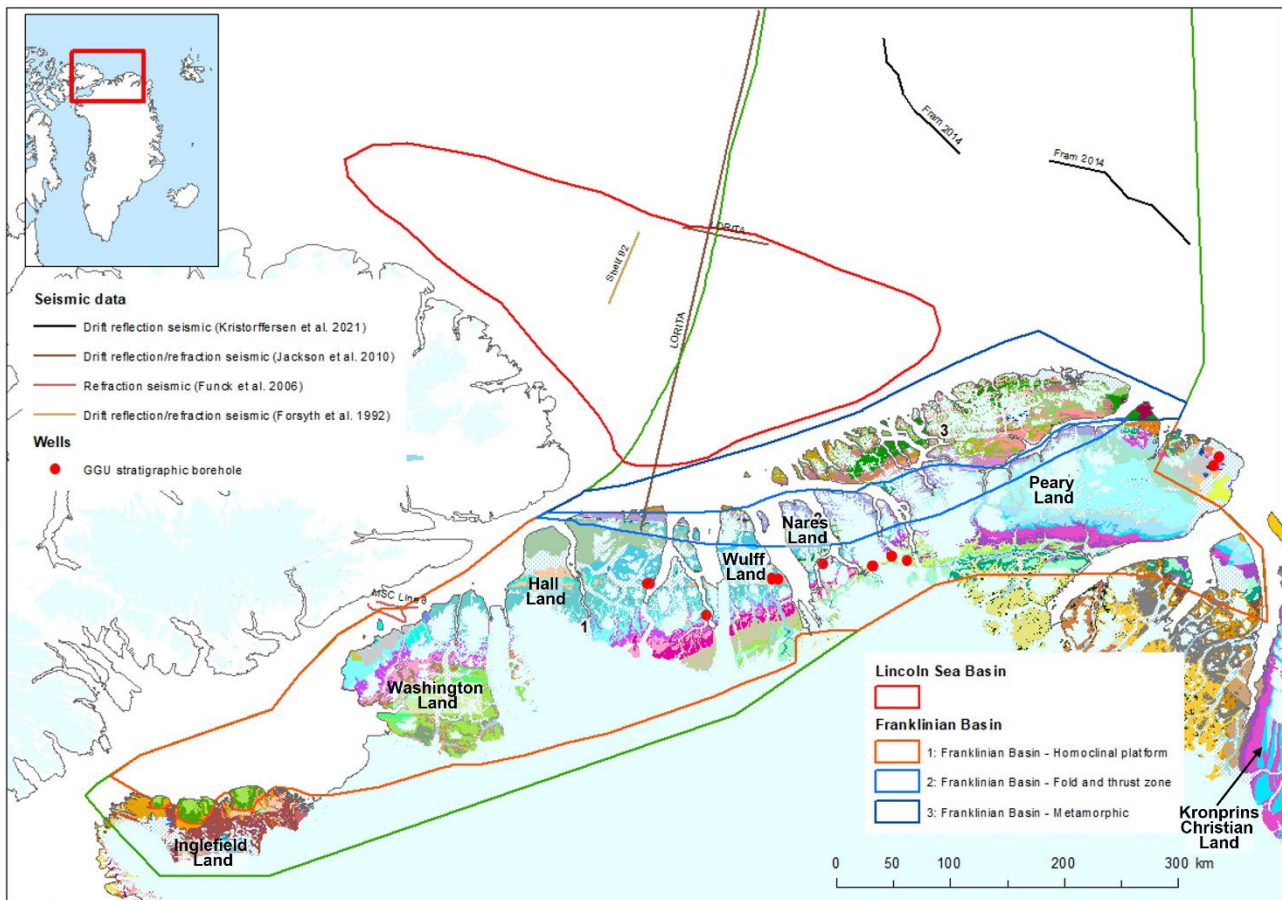 Fram 2014
Fram 2014
LORITA
Shelf 92
LORITA
Seismic data
Drift reflection seismic (Kristorffersen et al. 2021)
Drift reflection/refraction seismic (Jackson et al. 2010)
Refraction seismic (Funck et al. 2006)
Drift reflection/refraction seismic (Forsyth et al. 1992)
Wells
GGU stratigraphic borehole
3
Peary
Land
2
Nares
Land
Wulff
Land
Hall
Land
1
MSC Line
Washington
Land
Inglefield
Land
Lincoln Sea Basin
Franklinian Basin
1: Franklinian Basin - Homoclinal platform
2: Franklinian Basin - Fold and thrust zone
3: Franklinian Basin - Metamorphic
Kronprins
Christian
Land
0 50 100 200 300 km